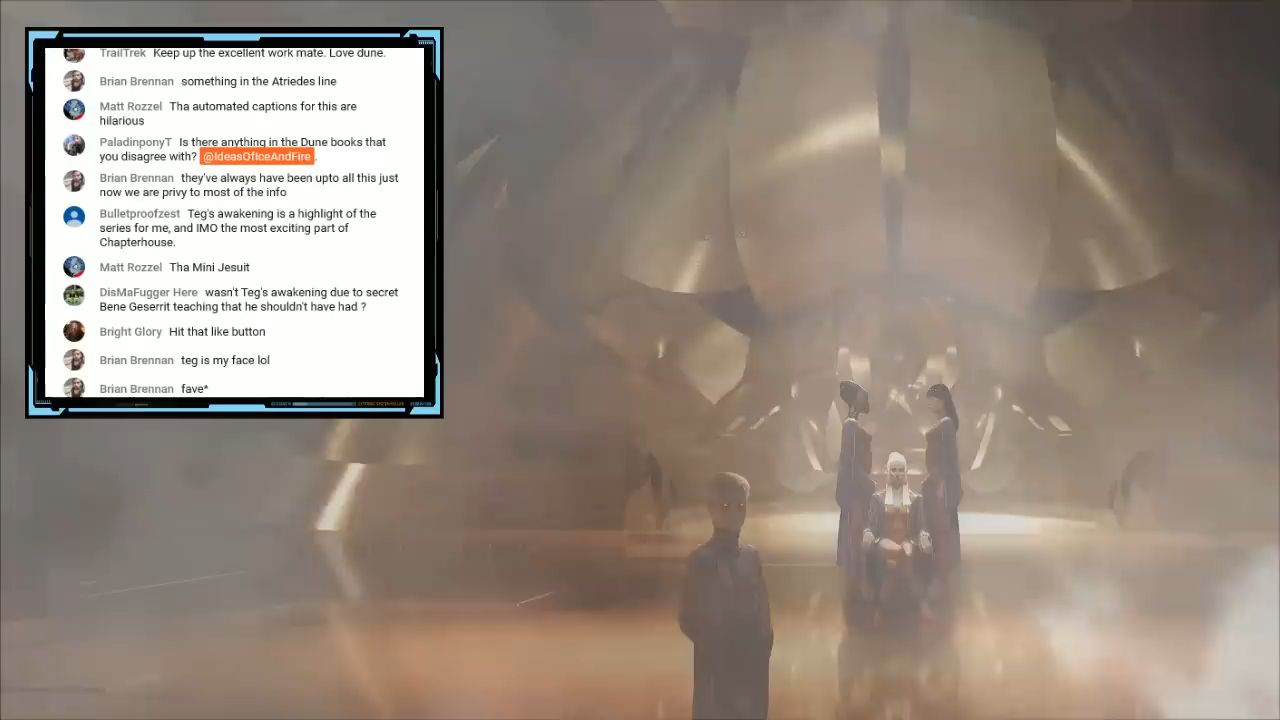 TrailTrek Keep up the excellent work mate. Love dune.
Brian Brennan something in the Atriedes line
Matt Rozzel Tha automated captions for this are
hilarious
PaladinponyT Is there anything in the Dune books that
you disagree with? @IdeasOfIceAndFire .
Brian Brennan they've always have been upto all this just
now we are privy to most of the info
Bulletproofzest Teg's awakening is a highlight of the
series for me, and IMO the most exciting part of
Chapterhouse.
Matt Rozzel Tha Mini Jesuit
DisMaFugger Here wasn't Teg's awakening due to secret
Bene Geserrit teaching that he shouldn't have had ?
Bright Glory Hit that like button
Brian Brennan teg is my face lol
Brian Brennan fave*